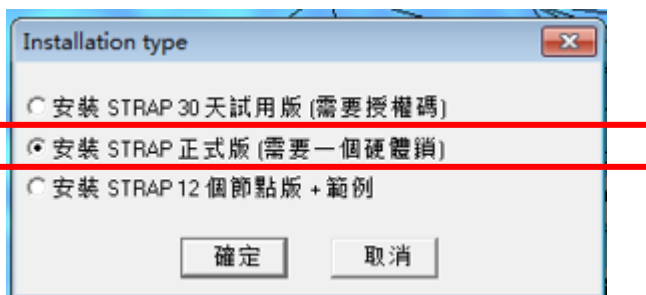 Installation type
安裝 STRAP 30 天試用版 (需要授權碼)
安裝 STRAP 正式版 (需要一個硬體鎖)
安裝 STRAP 12 個節點版 + 範例
確定 取消